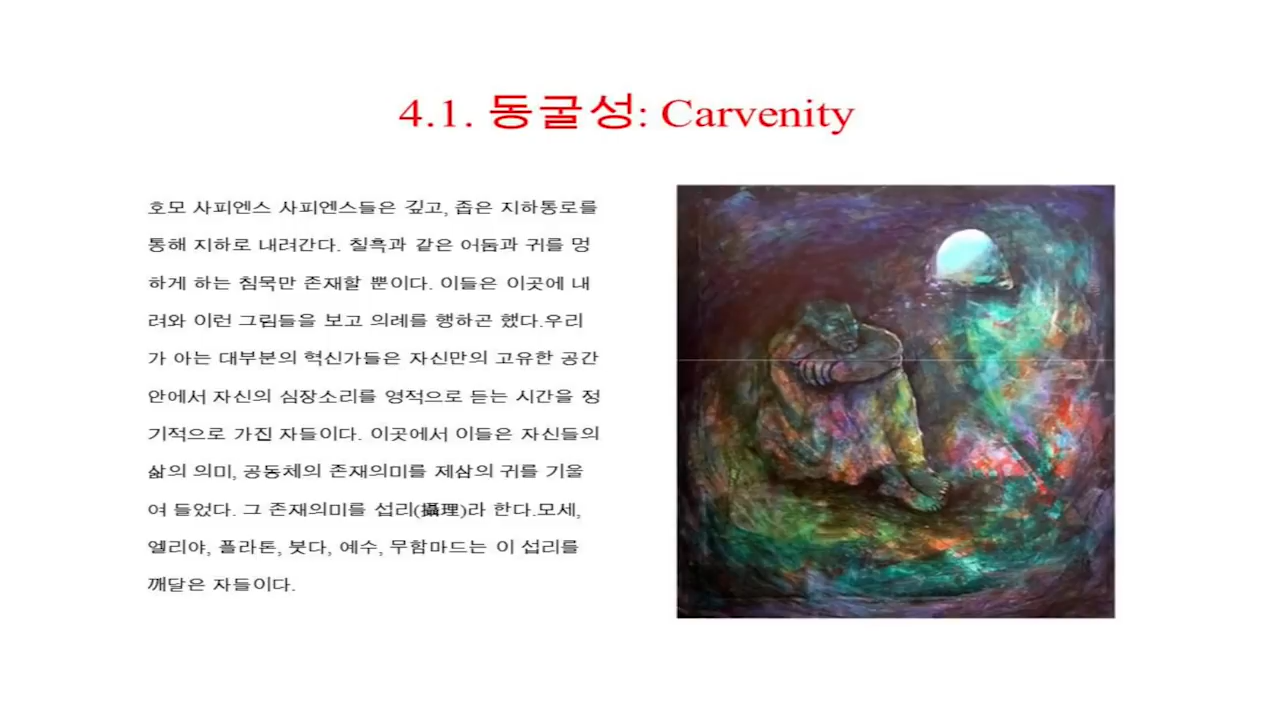 4.1. 동굴성: Carvenity
호모 사피엔스 사피엔스들은 깊고, 좁은 지하통로를
통해 지하로 내려간다. 칠흑과 같은 어둠과 귀를 멍
하게 하는 침묵만 존재할 뿐이다. 이들은 이곳에 내
려와 이런 그림들을 보고 의례를 행하곤 했다.우리
가 아는 대부분의 혁신가들은 자신만의 고유한 공간
안에서 자신의 심장소리를 영적으로 듣는 시간을 정
기적으로 가진 자들이다. 이곳에서 이들은 자신들의
삶의 의미, 공동체의 존재의미를 제삼의 귀를 기울
여 들었다. 그 존재의미를 섭리(攝理)라 한다.모세,
엘리야, 플라톤, 붓다, 예수, 무함마드는 이 섭리를
깨달은 자들이다.